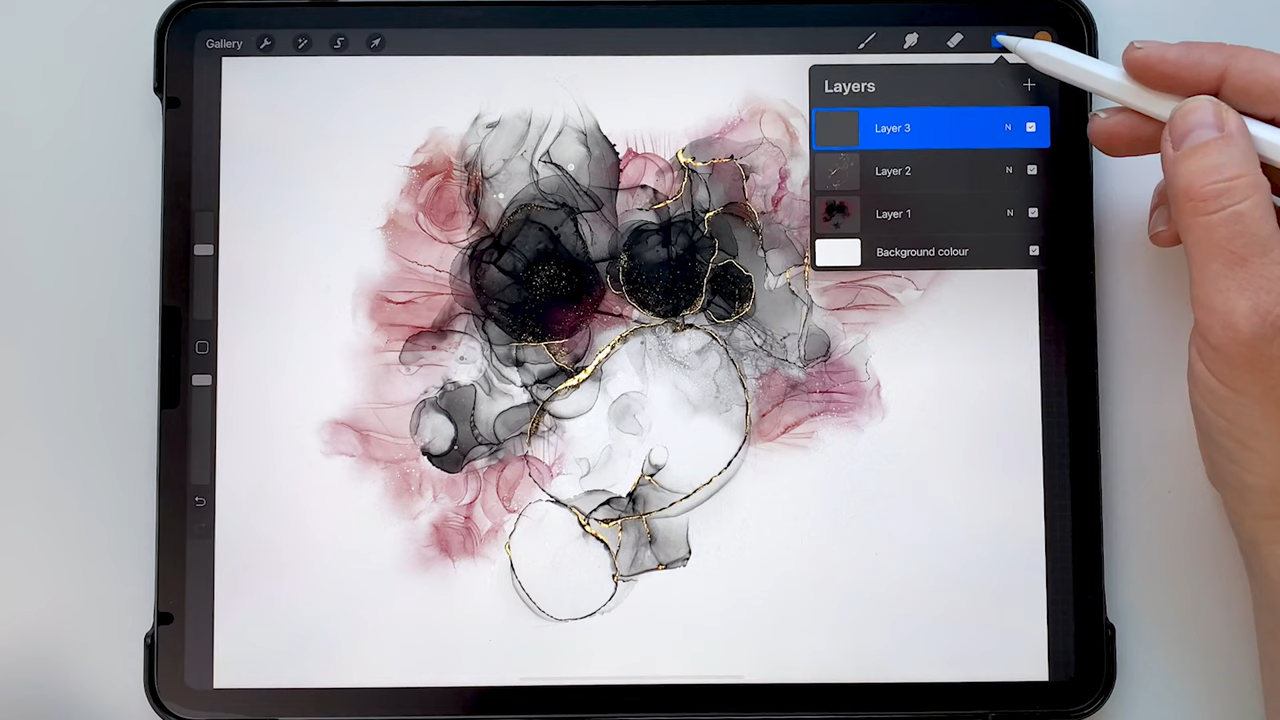 Gallery
Layers
Layer 3 N
Layer 2 N
Layer 1 N
Background colour